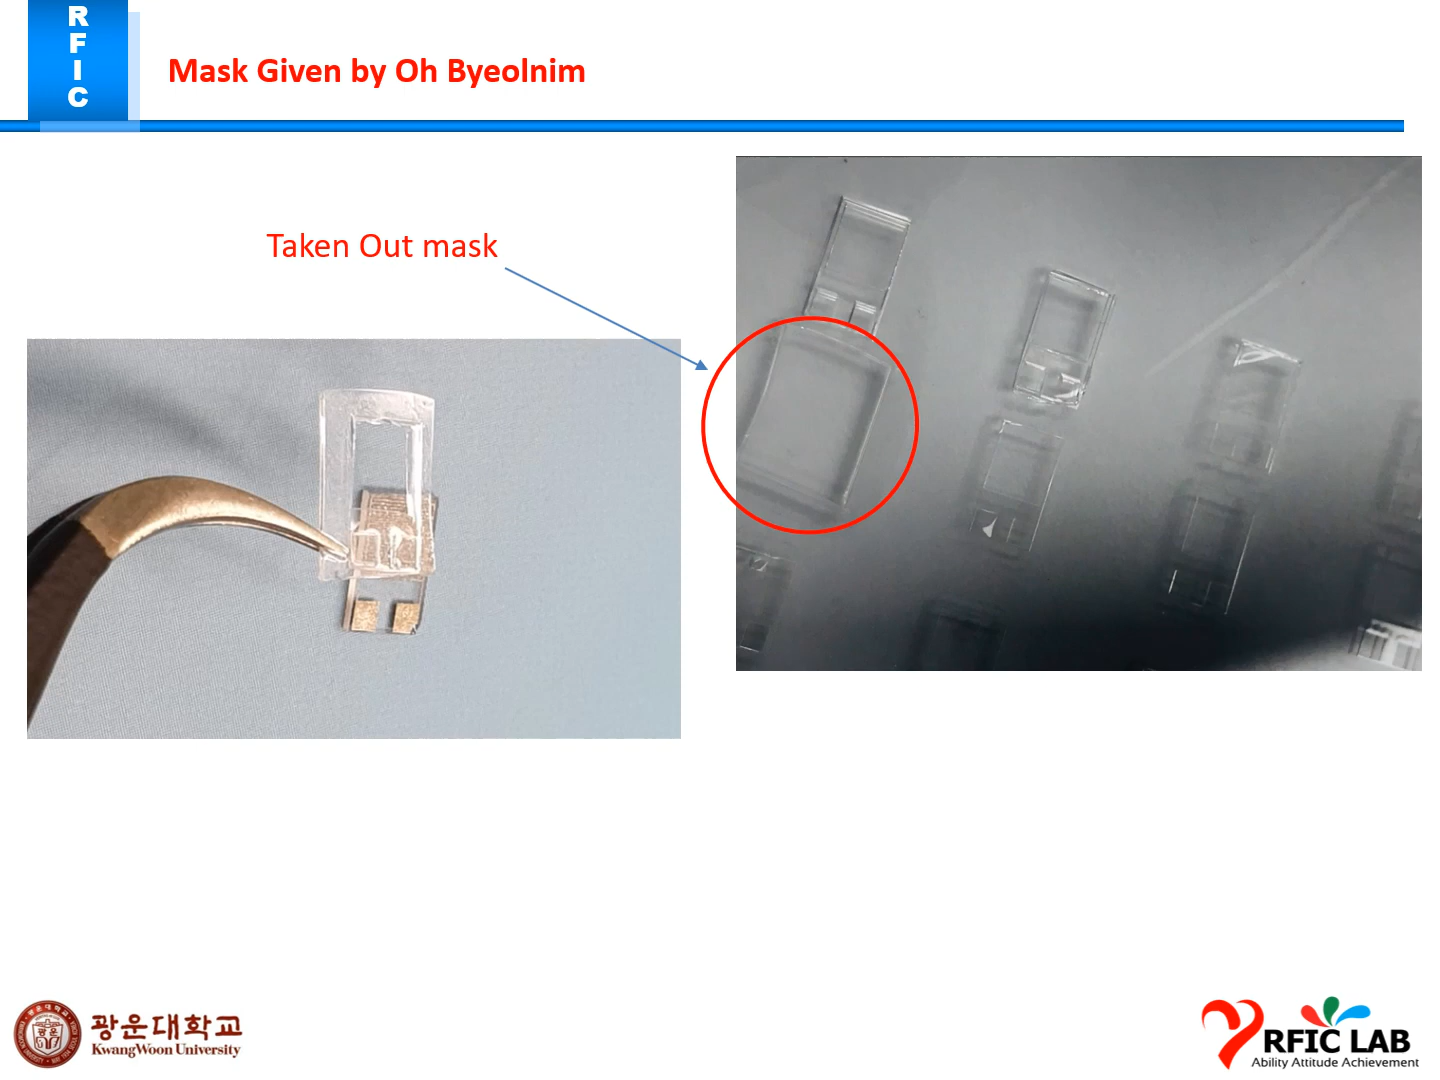 R
F
I
C
Mask Given by Oh Byeolnim
Taken Out mask
광운대학교
KwangWoon University
RFIC LAB
Ability Attitude Achievement